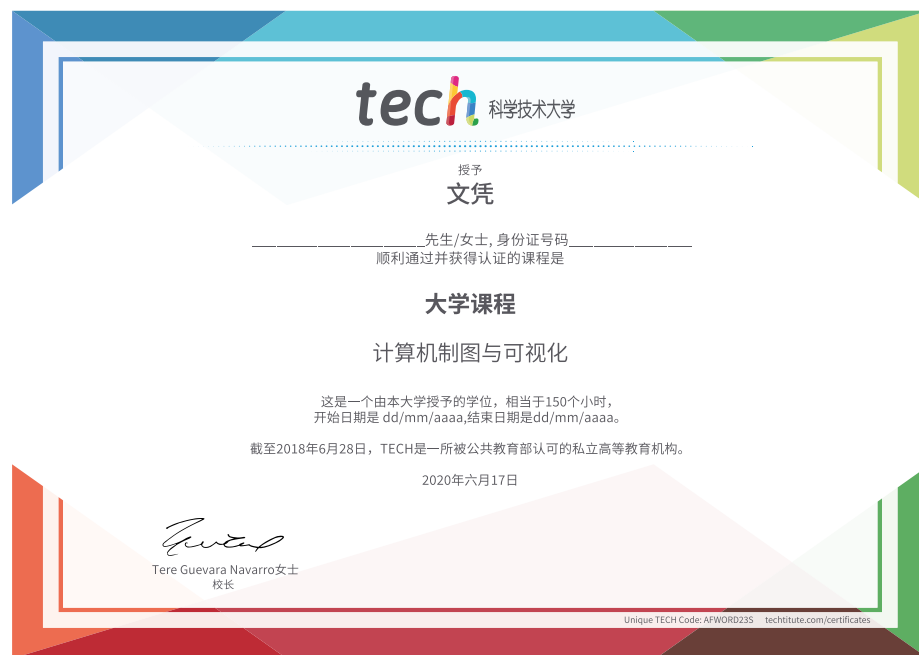 tech 科学技术大学
授予
文凭
______________________先生/女士, 身份证号码________________
顺利通过并获得认证的课程是
大学课程
计算机制图与可视化
这是一个由本大学授予的学位，相当于150个小时，
开始日期是 dd/mm/aaaa,结束日期是dd/mm/aaaa。
截至2018年6月28日，TECH是一所被公共教育部认可的私立高等教育机构。
2020年六月17日
Tere Guevara Navarro女士
校长
Unique TECH Code: AFWORD23S techtitute.com/certificates